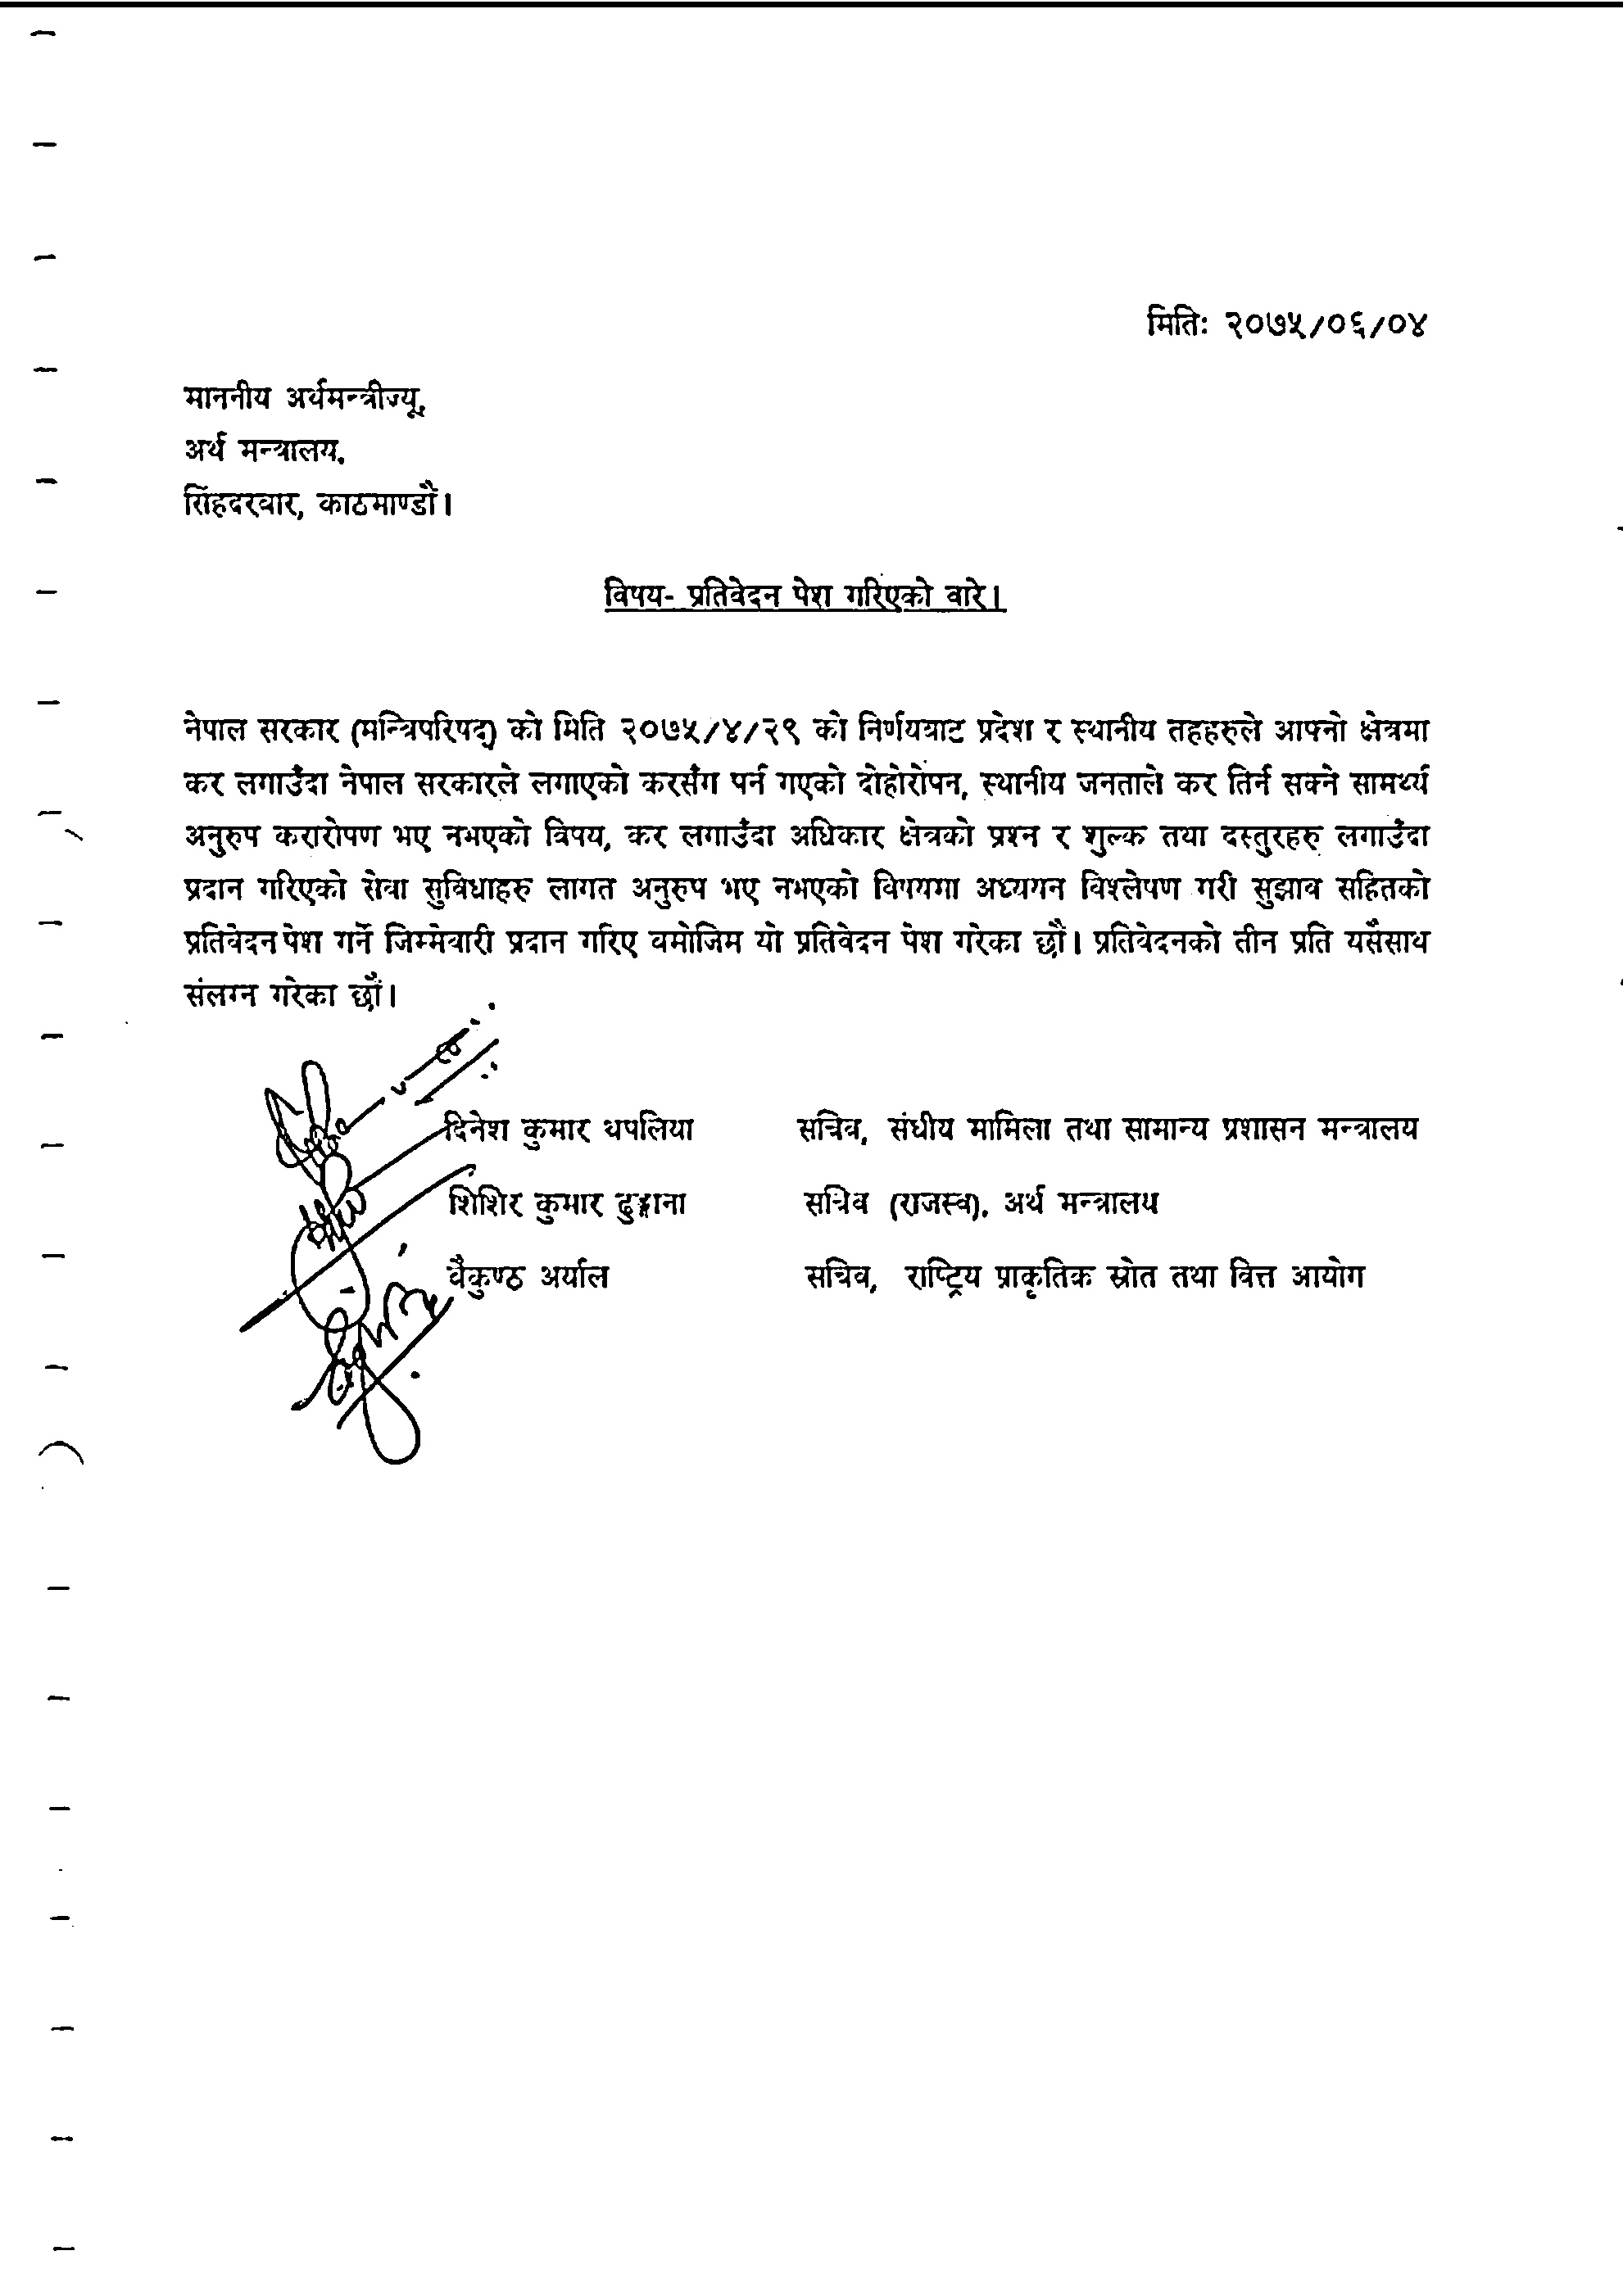 मितिः २०७५/०६/०४
माननीय अर्थमन्त्रीज्यू,
अर्थ मन्त्रालय,
सिंहदरबार, काठमाण्डौं।
विषय- प्रतिवेदन पेश गरिएको बारे।
नेपाल सरकार (मन्त्रिपरिषद्) को मिति २०७५/४/२९ को निर्णयबाट प्रदेश र स्थानीय तहहरुले आफ्नो क्षेत्रमा
कर लगाउँदा नेपाल सरकारले लगाएको करसँग पर्न गएको दोहोरोपन, स्थानीय जनताले कर तिर्न सक्ने सामर्थ्य
अनुरुप करारोपण भए नभएको विषय, कर लगाउँदा अधिकार क्षेत्रको प्रश्न र शुल्क तथा दस्तुरहरु लगाउँदा
प्रदान गरिएको सेवा सुविधाहरु लागत अनुरुप भए नभएको विषयमा अध्ययन विश्लेषण गरी सुझाव सहितको
प्रतिवेदन पेश गर्ने जिम्मेवारी प्रदान गरिए बमोजिम यो प्रतिवेदन पेश गरेका छौं। प्रतिवेदनको तीन प्रति यसैसाथ
संलग्न गरेका छौं।
दिनेश कुमार थपलिया सचिव, संघीय मामिला तथा सामान्य प्रशासन मन्त्रालय
शिशिर कुमार ढुङ्गाना सचिव (राजस्व), अर्थ मन्त्रालय
बैकुण्ठ अर्याल सचिव, राष्ट्रिय प्राकृतिक स्रोत तथा वित्त आयोग